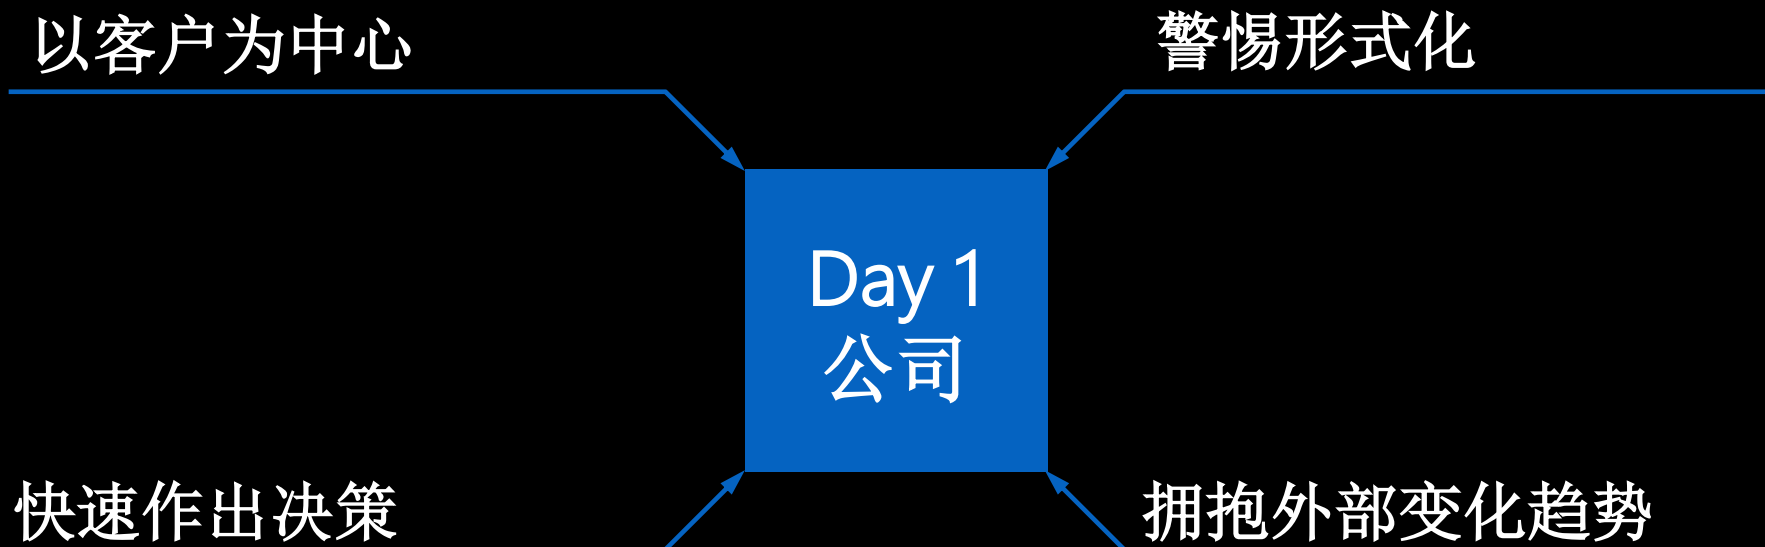 以客户为中心
警惕形式化
Day 1
公司
快速作出决策
拥抱外部变化趋势